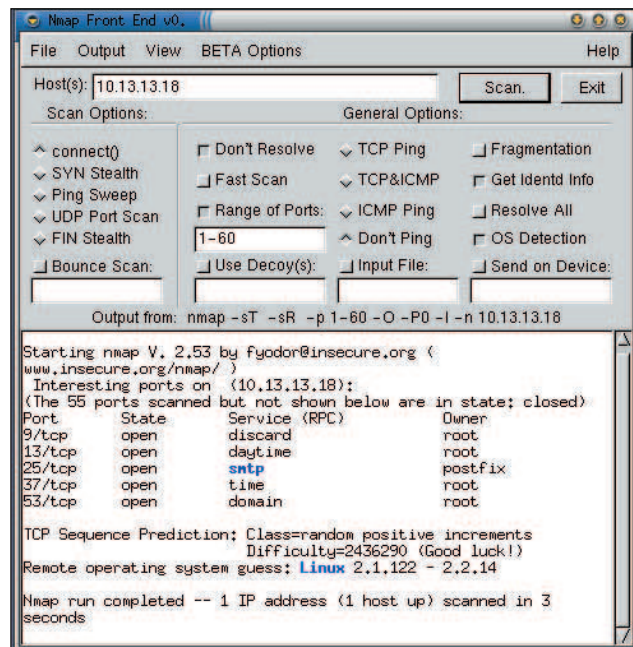 Nmap Front End v0.
File Output View BETA Options Help
Host(s): 10.13.13.18 Scan. Exit
Scan Options: General Options:
connect() Don't Resolve TCP Ping Fragmentation
SYN Stealth Fast Scan TCP&ICMP Get Identd Info
Ping Sweep Range of Ports: ICMP Ping Resolve All
UDP Port Scan 1-60 Don't Ping OS Detection
FIN Stealth
Bounce Scan: Use Decoy(s): Input File: Send on Device:
Output from: nmap -sT -sR -p 1-60 -O -P0 -I -n 10.13.13.18
Starting nmap V. 2.53 by fyodor@insecure.org (
www.insecure.org/nmap/ )
Interesting ports on (10.13.13.18):
(The 55 ports scanned but not shown below are in state: closed)
Port State Service (RPC) Owner
9/tcp open discard root
13/tcp open daytime root
25/tcp open smtp postfix
37/tcp open time root
53/tcp open domain root
TCP Sequence Prediction: Class=random positive increments
Difficulty=2436290 (Good luck!)
Remote operating system guess: Linux 2.1.122 - 2.2.14
Nmap run completed -- 1 IP address (1 host up) scanned in 3
seconds